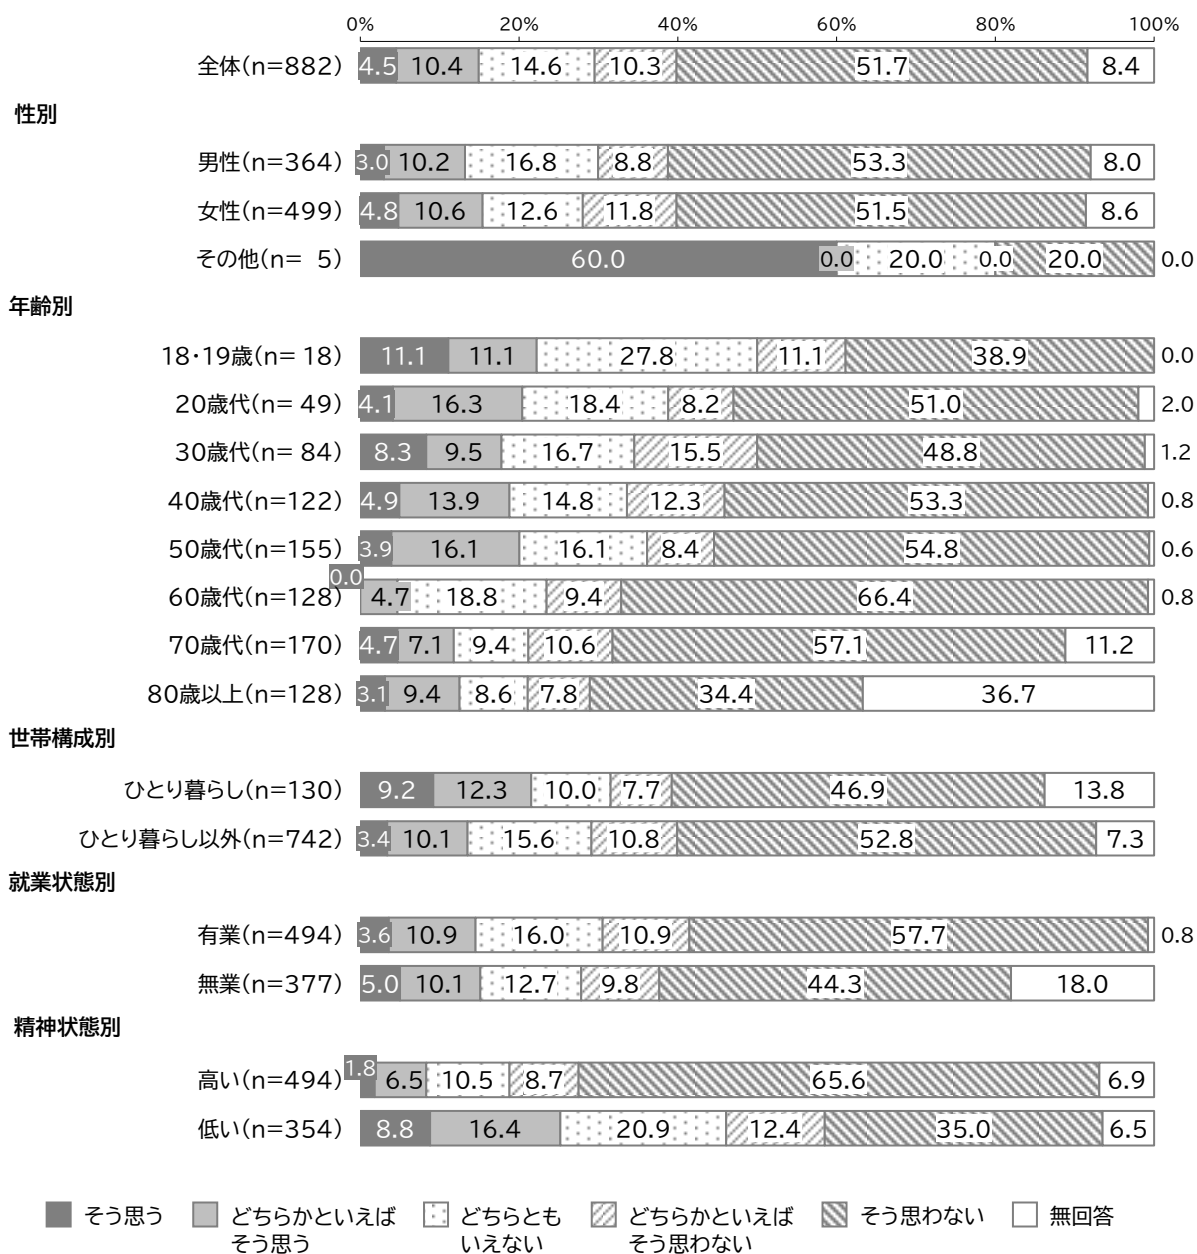 0% 20% 40% 60% 80% 100%
全体(n=882) 4.5 10.4 14.6 10.3 51.7 8.4
性別
男性(n=364) 3.0 10.2 16.8 8.8 53.3 8.0
女性(n=499) 4.8 10.6 12.6 11.8 51.5 8.6
その他(n= 5) 60.0 0.0 20.0 0.0 20.0 0.0
年齢別
18・19歳(n= 18) 11.1 11.1 27.8 11.1 38.9 0.0
20歳代(n= 49) 4.1 16.3 18.4 8.2 51.0 2.0
30歳代(n= 84) 8.3 9.5 16.7 15.5 48.8 1.2
40歳代(n=122) 4.9 13.9 14.8 12.3 53.3 0.8
50歳代(n=155) 3.9 16.1 16.1 8.4 54.8 0.6
60歳代(n=128) 0.0 4.7 18.8 9.4 66.4 0.8
70歳代(n=170) 4.7 7.1 9.4 10.6 57.1 11.2
80歳以上(n=128) 3.1 9.4 8.6 7.8 34.4 36.7
世帯構成別
ひとり暮らし(n=130) 9.2 12.3 10.0 7.7 46.9 13.8
ひとり暮らし以外(n=742) 3.4 10.1 15.6 10.8 52.8 7.3
就業状態別
有業(n=494) 3.6 10.9 16.0 10.9 57.7 0.8
無業(n=377) 5.0 10.1 12.7 9.8 44.3 18.0
精神状態別
高い(n=494) 1.8 6.5 10.5 8.7 65.6 6.9
低い(n=354) 8.8 16.4 20.9 12.4 35.0 6.5
そう思う どちらかといえば どちらとも どちらかといえば そう思わない 無回答
そう思う いえない そう思わない